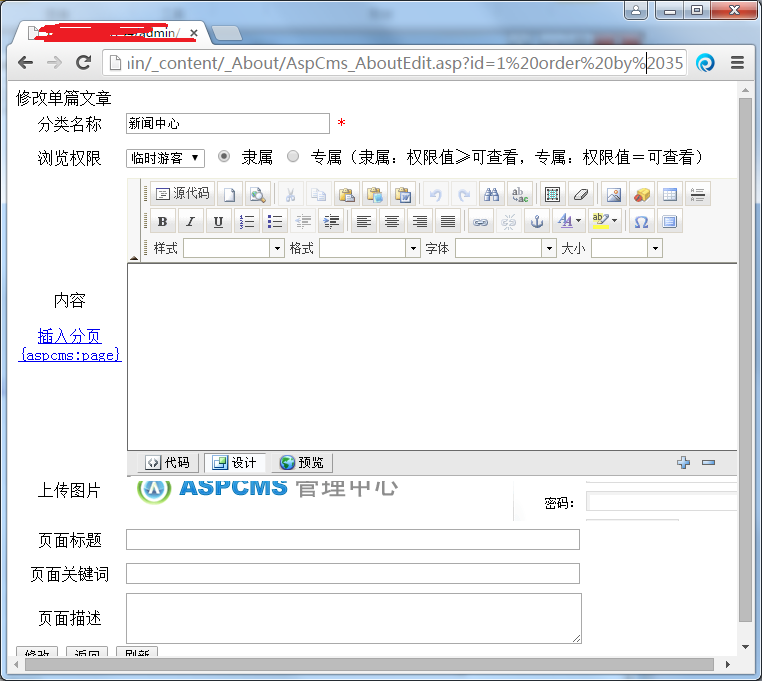 admin/
in/_content/_About/AspCms_AboutEdit.asp?id=1%20order%20by%2035
修改单篇文章
分类名称 新闻中心 *
浏览权限 临时游客 隶属 专属（隶属：权限值≥可查看，专属：权限值＝可查看）
源代码
B I U
样式 格式 字体 大小
内容
插入分页
{aspcms:page}
代码 设计 预览
上传图片 ASPCMS 管理中心 密码：
页面标题
页面关键词
页面描述
修改 返回 刷新